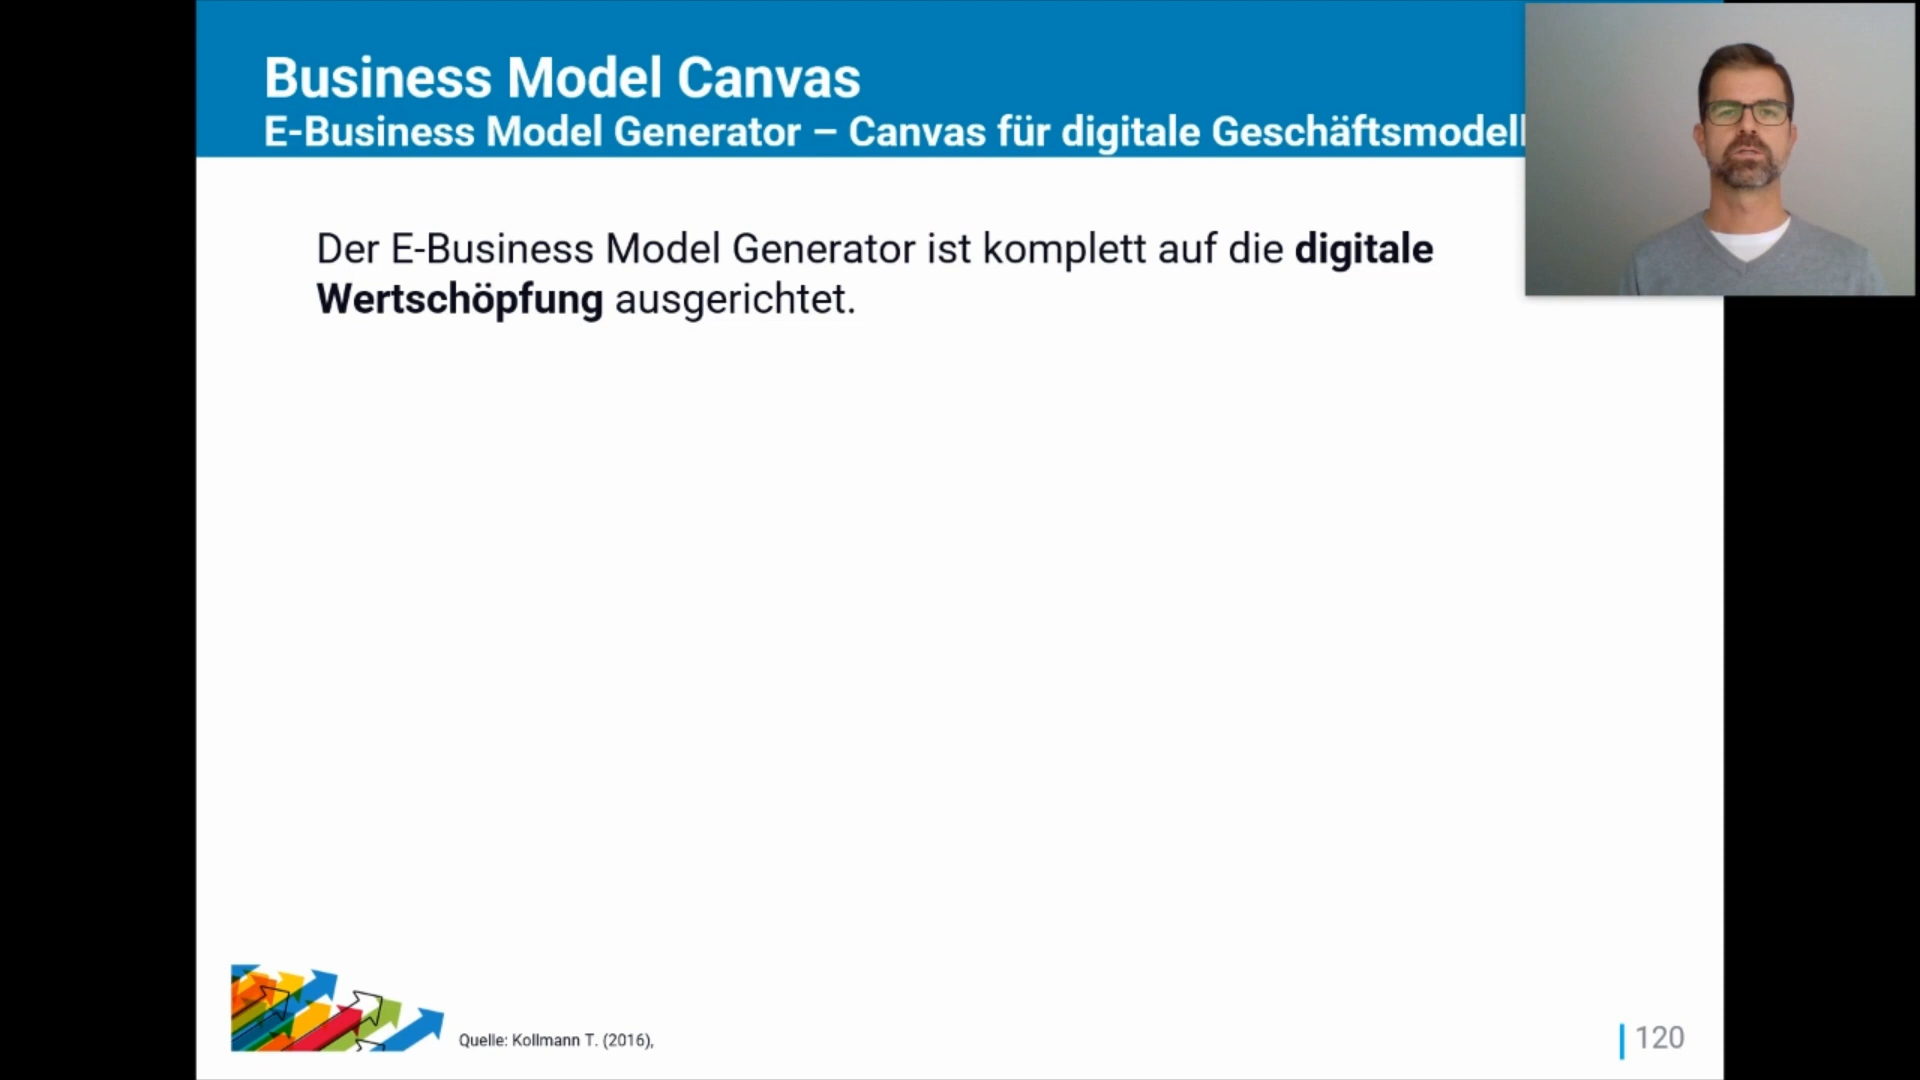 Business Model Canvas
E-Business Model Generator – Canvas für digitale Geschäftsmodell
Der E-Business Model Generator ist komplett auf die digitale
Wertschöpfung ausgerichtet.
Quelle: Kollmann T. (2016),
120